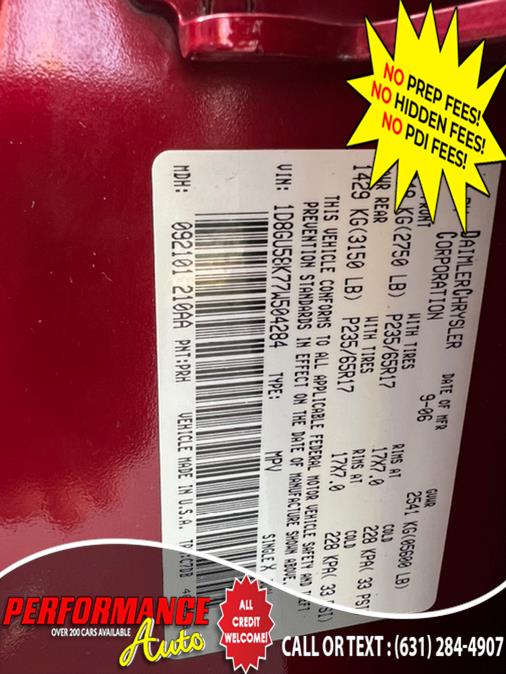 NO PREP FEES!
NO HIDDEN FEES!
NO PDI FEES!
DAIMLERCHRYSLER
CORPORATION
DATE OF MFR
9-06
GVWR
2541 KG(05600 LB)
KG(2750 LB)
WITH TIRES
P235/65R17
RIMS AT
17X7.0
COLD
228 KPA( 33 PSI)
REAR
1429 KG(3150 LB)
WITH TIRES
P235/65R17
RIMS AT
17X7.0
COLD
228 KPA( 33 PSI)
THIS VEHICLE CONFORMS TO ALL APPLICABLE FEDERAL MOTOR VEHICLE SAFETY AND
PREVENTION STANDARDS IN EFFECT ON THE DATE OF MANUFACTURE SHOWN ABOVE.
VIN: 1D8GU58K77W504284 MPV
MDH: 092101 210AA PNT:PRH VEHICLE MADE IN U.S.A.
PERFORMANCE
OVER 200 CARS AVAILABLE
Auto
ALL
CREDIT
WELCOME!
CALL OR TEXT : (631) 284-4907